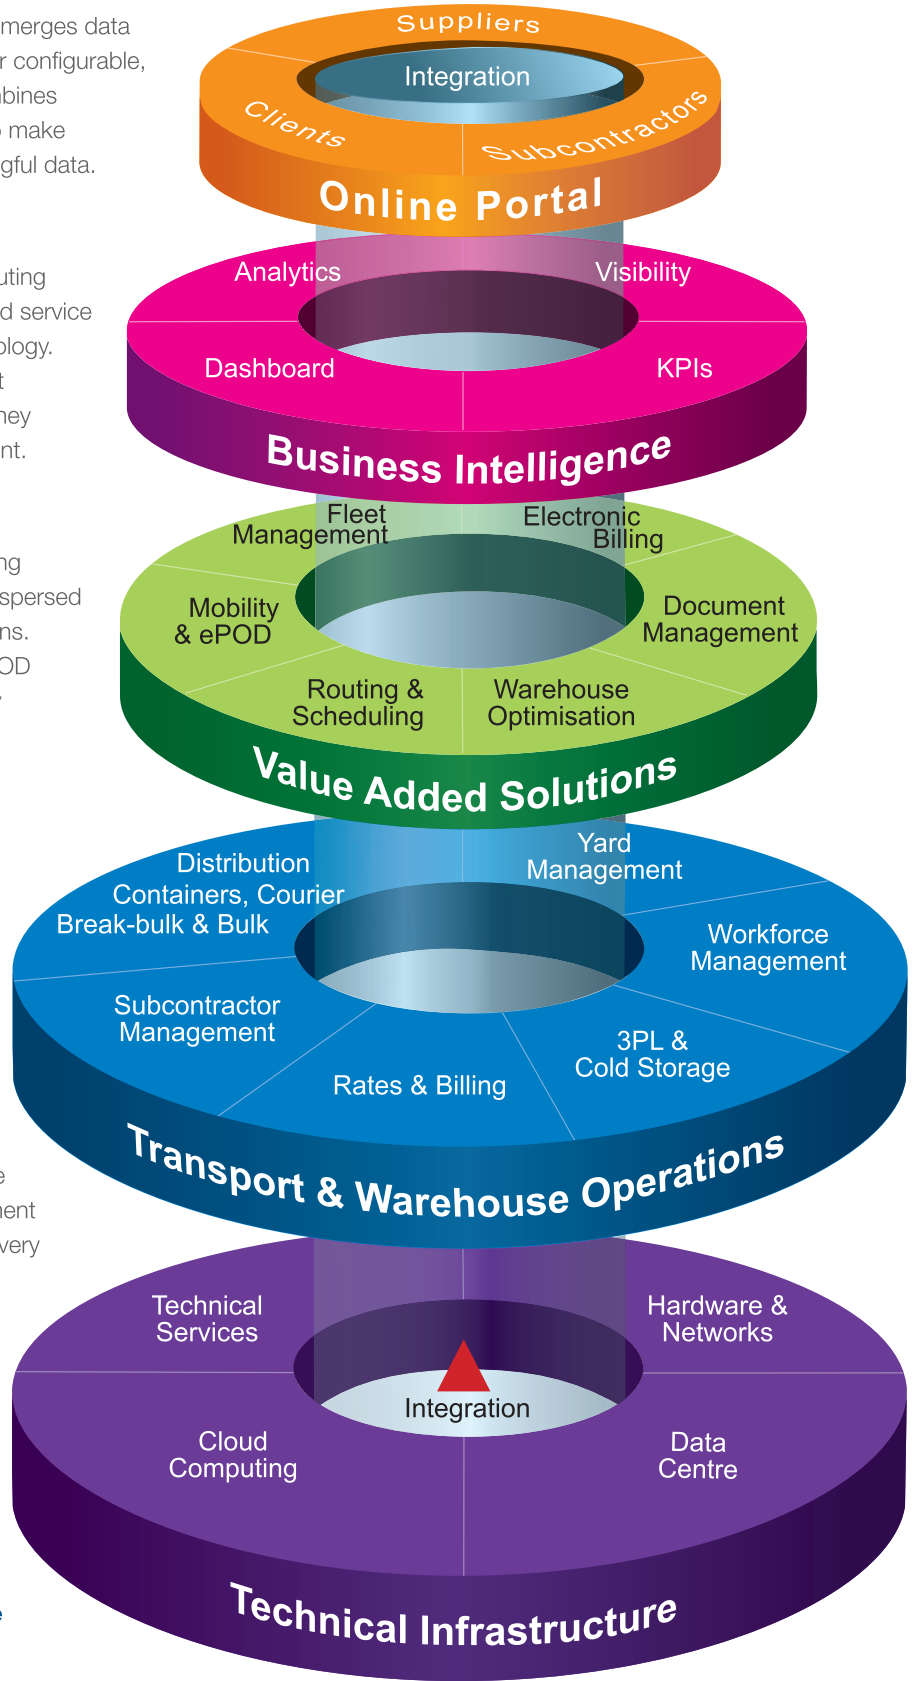 merges data
r configurable,
nbines
make
gful data.
Suppliers
Integration
Clients
Subcontractors
Online Portal
uting
d service
ology.
t
hey
nt.
Analytics
Visibility
Dashboard
KPIs
Business Intelligence
ng
spersed
ns.
OD
Fleet
Management
Electronic
Billing
Mobility
& ePOD
Document
Management
Routing &
Scheduling
Warehouse
Optimisation
Value Added Solutions
Distribution
Containers, Courier
Break-bulk & Bulk
Yard
Management
Workforce
Management
Subcontractor
Management
3PL &
Cold Storage
Rates & Billing
Transport & Warehouse Operations
e
nent
very
Technical
Services
Hardware &
Networks
Integration
Cloud
Computing
Data
Centre
e
Technical Infrastructure